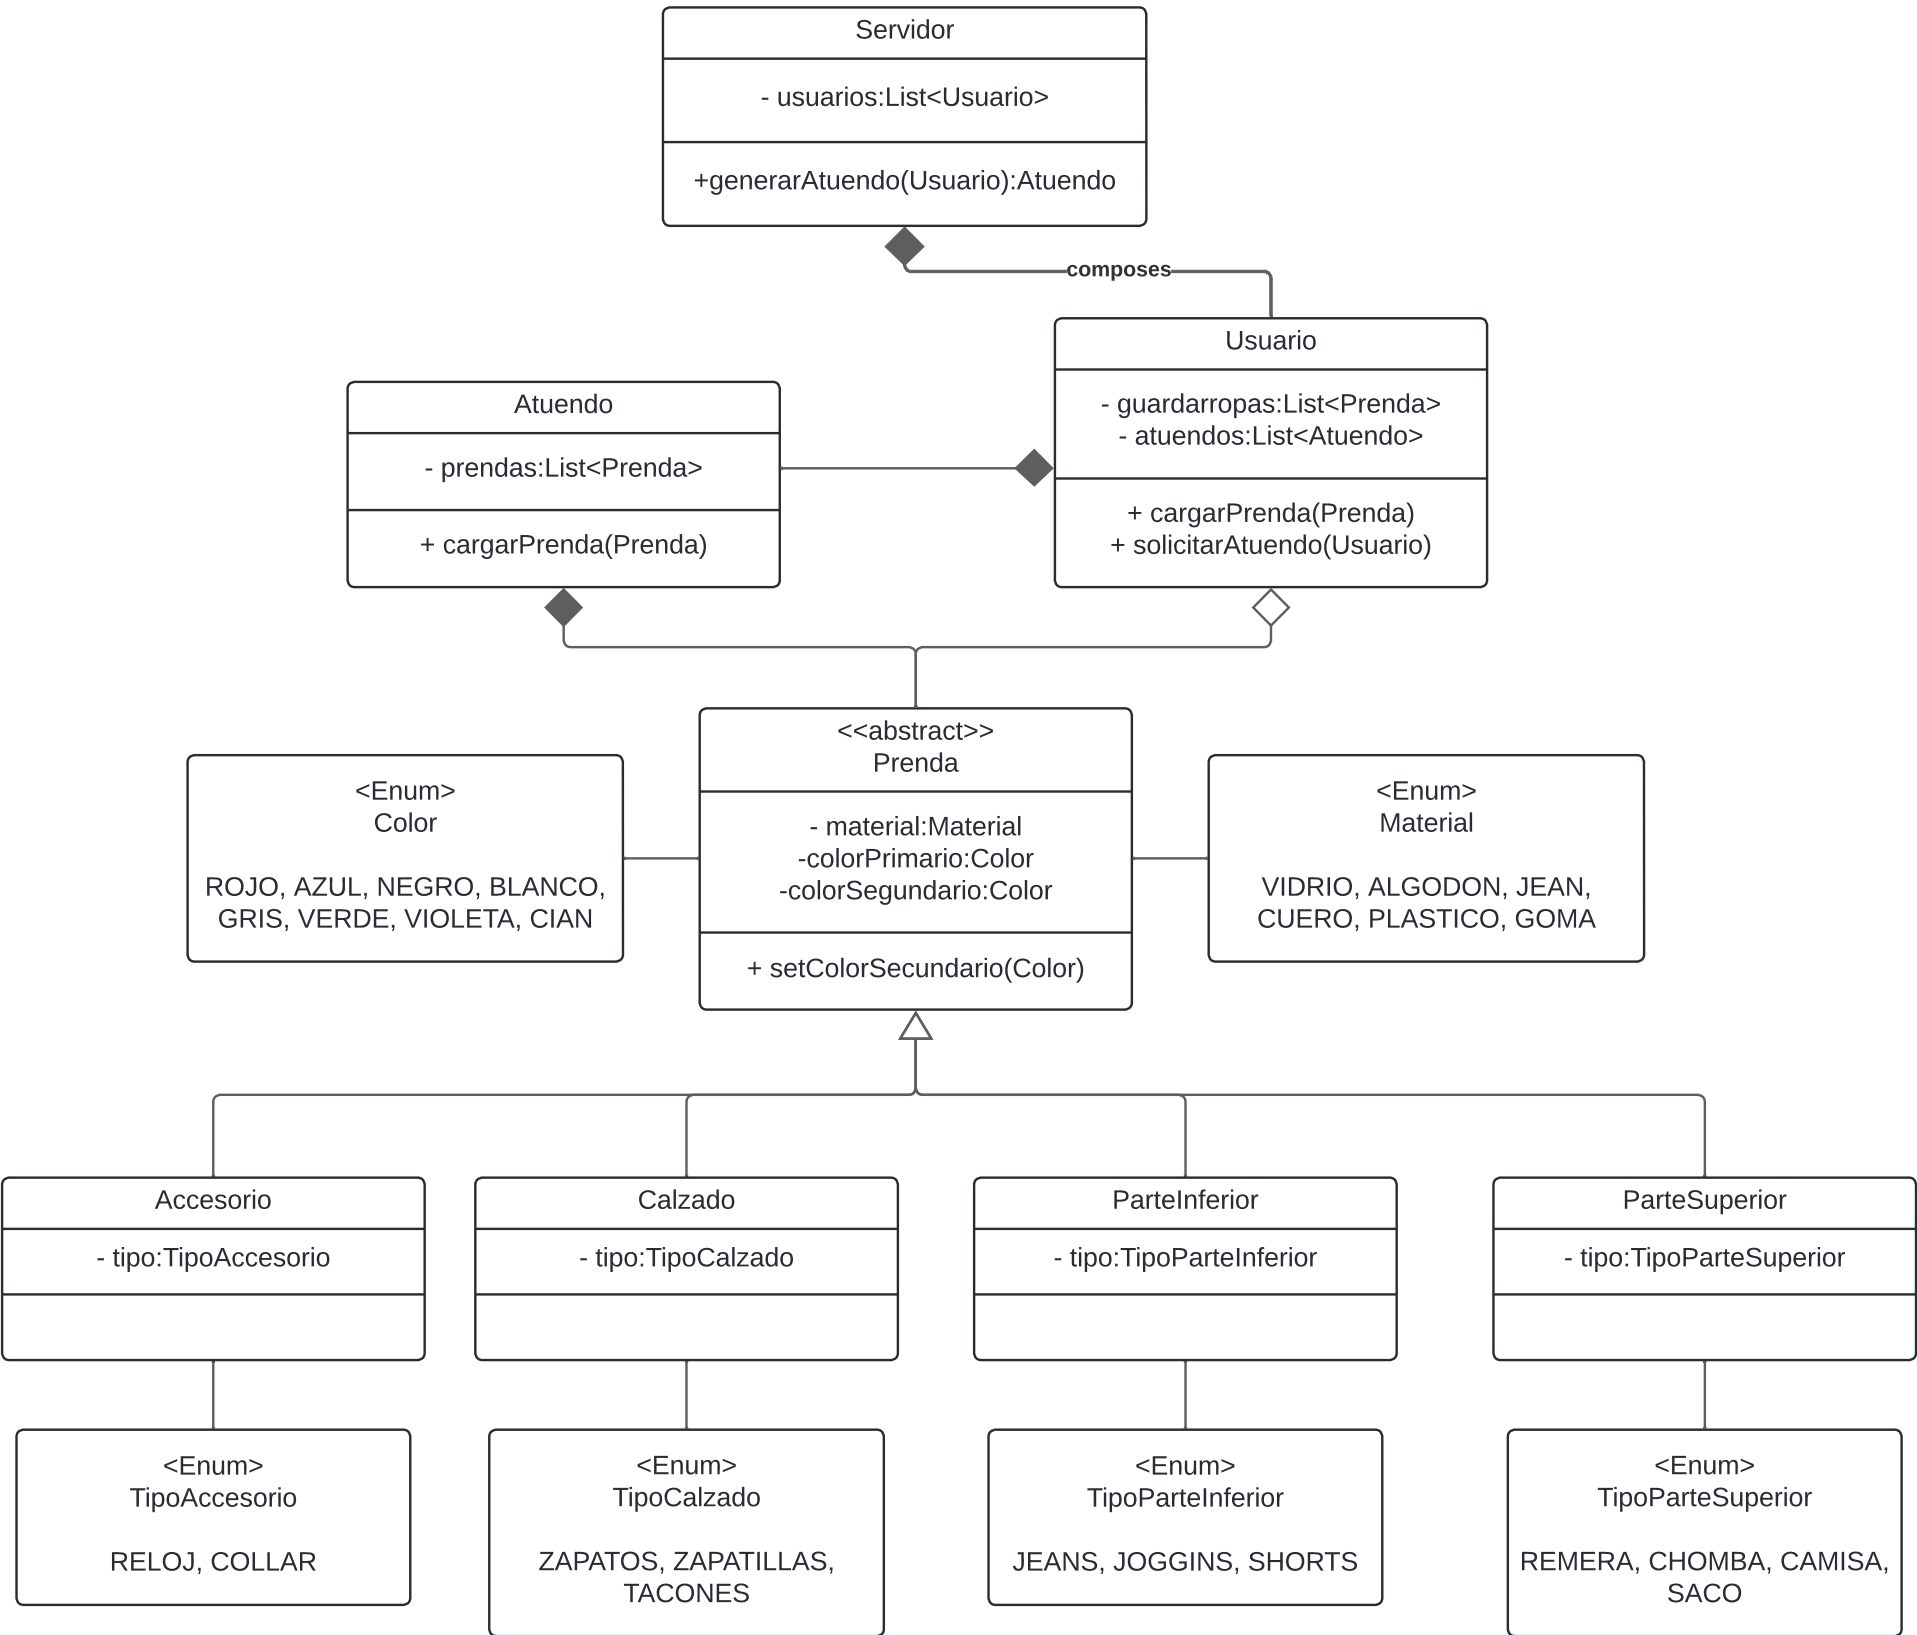 Servidor
- usuarios:List<Usuario>
+generarAtuendo(Usuario):Atuendo
composes
Usuario
- guardarropas:List<Prenda>
- atuendos:List<Atuendo>
+ cargarPrenda(Prenda)
+ solicitarAtuendo(Usuario)
Atuendo
- prendas:List<Prenda>
+ cargarPrenda(Prenda)
<<abstract>>
Prenda
- material:Material
-colorPrimario:Color
-colorSegundario:Color
+ setColorSecundario(Color)
<Enum>
Color
ROJO, AZUL, NEGRO, BLANCO,
GRIS, VERDE, VIOLETA, CIAN
<Enum>
Material
VIDRIO, ALGODON, JEAN,
CUERO, PLASTICO, GOMA
Accesorio
- tipo:TipoAccesorio
Calzado
- tipo:TipoCalzado
ParteInferior
- tipo:TipoParteInferior
ParteSuperior
- tipo:TipoParteSuperior
<Enum>
TipoAccesorio
RELOJ, COLLAR
<Enum>
TipoCalzado
ZAPATOS, ZAPATILLAS,
TACONES
<Enum>
TipoParteInferior
JEANS, JOGGINS, SHORTS
<Enum>
TipoParteSuperior
REMERA, CHOMBA, CAMISA,
SACO